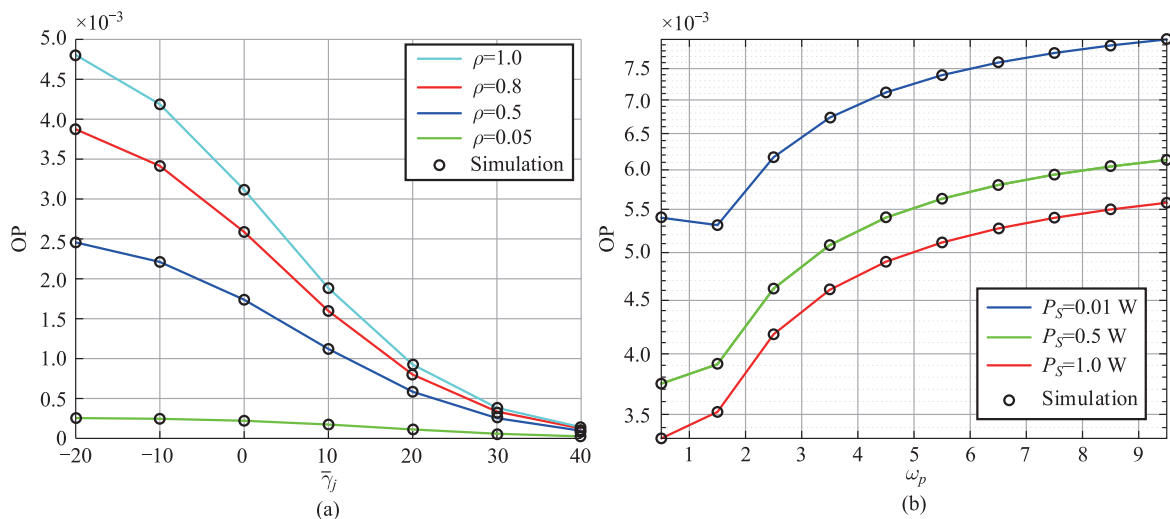 ×10⁻³
5.0
4.5
4.0
3.5
3.0
2.5
2.0
1.5
1.0
0.5
0
OP
−20
−10
0
10
20
30
40
γ̄ⱼ
ρ=1.0
ρ=0.8
ρ=0.5
ρ=0.05
Simulation
(a)
×10⁻³
7.5
7.0
6.5
6.0
5.5
5.0
4.5
4.0
3.5
OP
1
2
3
4
5
6
7
8
9
ω_p
P_S=0.01 W
P_S=0.5 W
P_S=1.0 W
Simulation
(b)